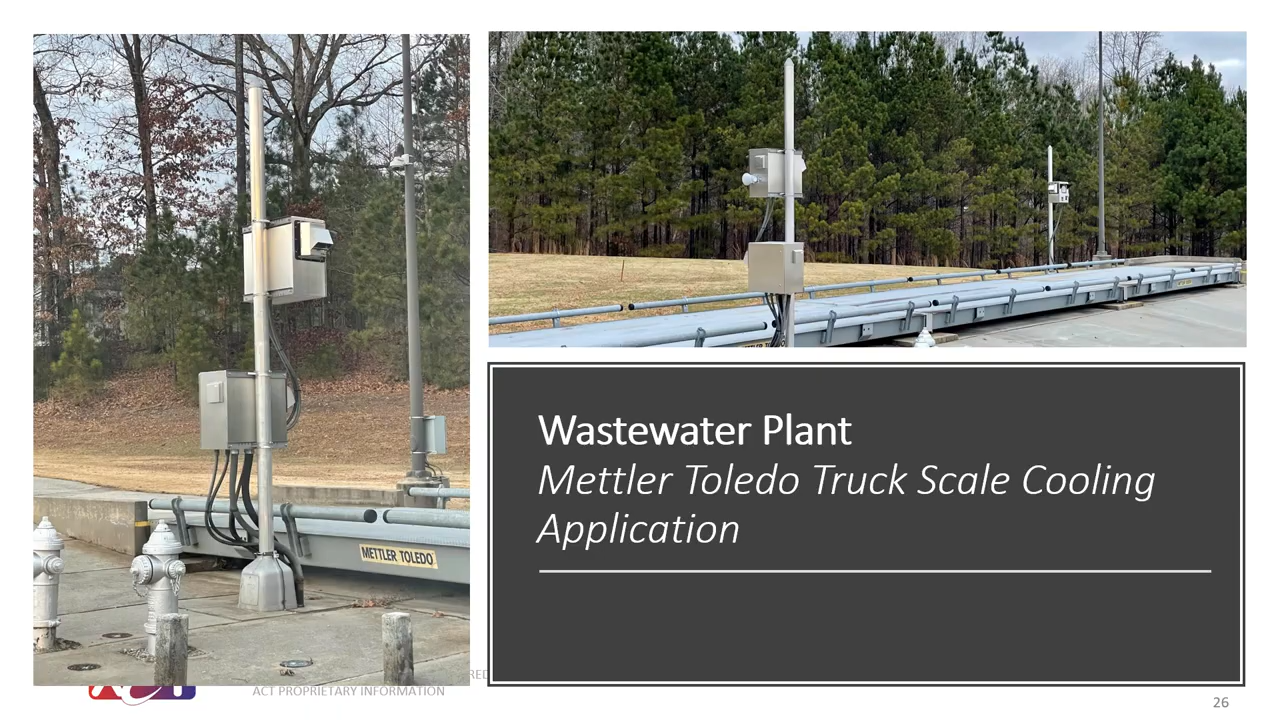 METTLER TOLEDO
Wastewater Plant
Mettler Toledo Truck Scale Cooling
Application
ACT PROPRIETARY INFORMATION
26